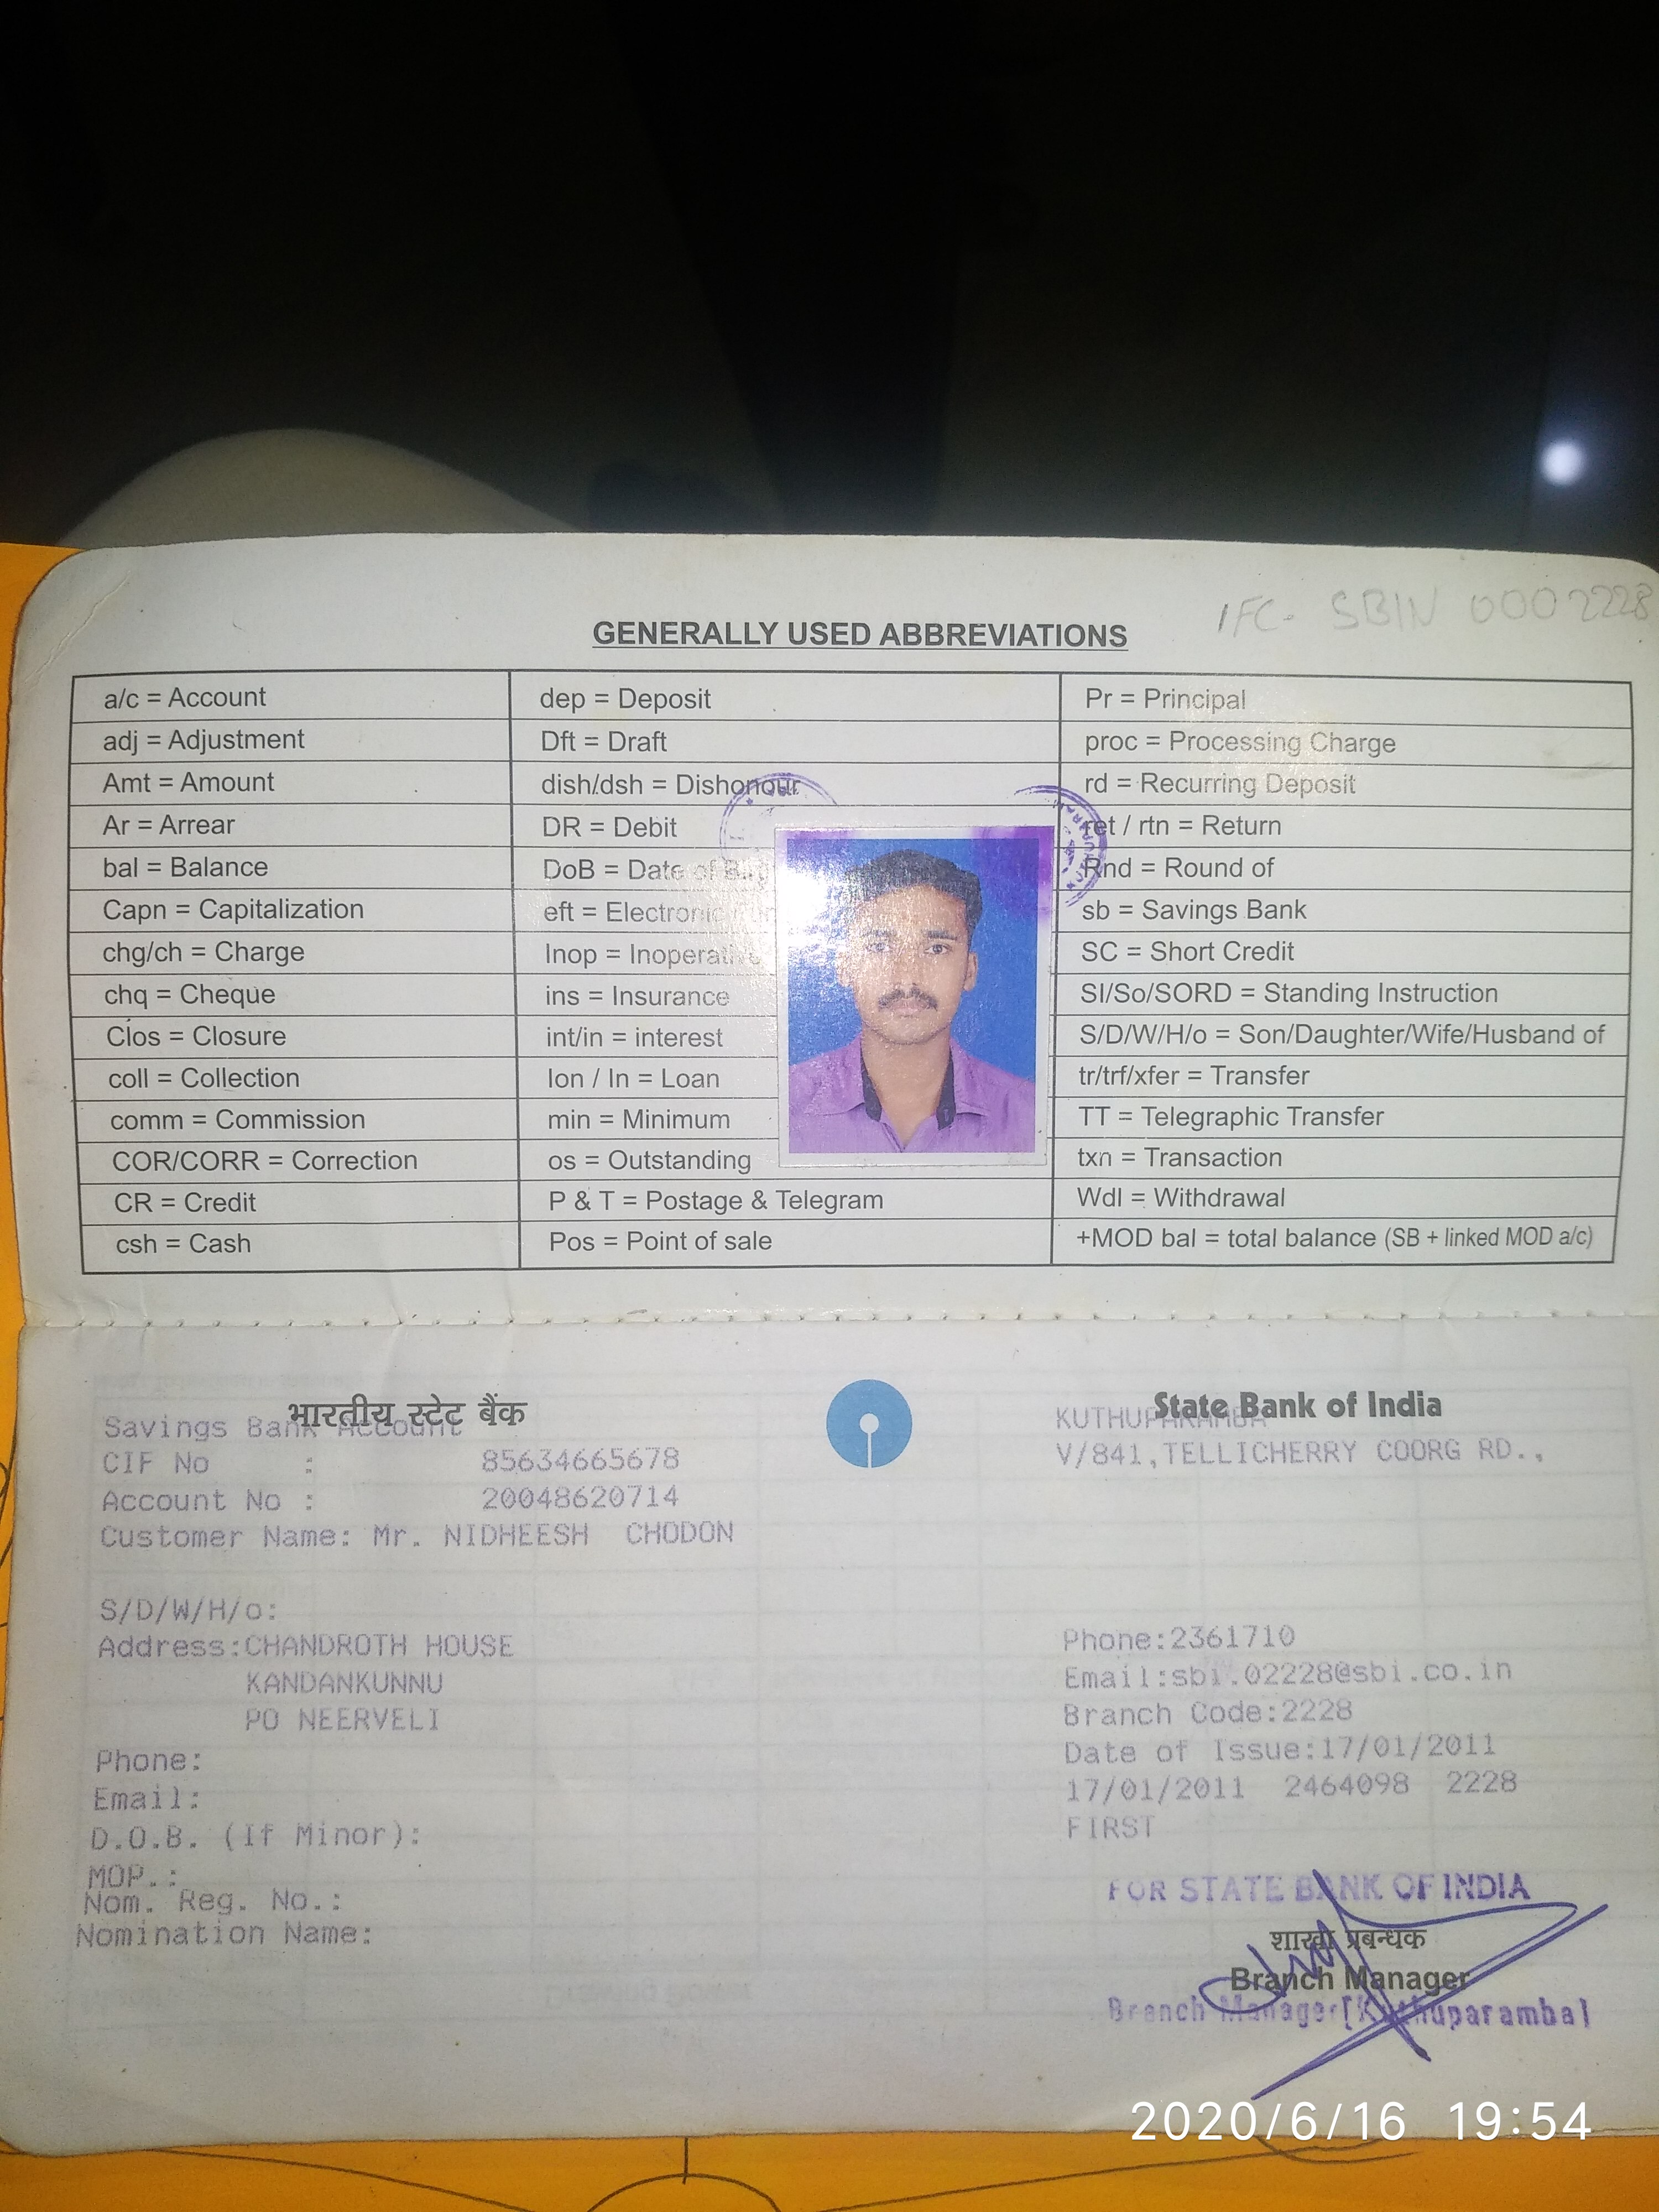 IFC- SBIN 0002228
GENERALLY USED ABBREVIATIONS
a/c = Account
adj = Adjustment
Amt = Amount
Ar = Arrear
bal = Balance
Capn = Capitalization
chg/ch = Charge
chq = Cheque
Clos = Closure
coll = Collection
comm = Commission
COR/CORR = Correction
CR = Credit
csh = Cash
dep = Deposit
Dft = Draft
dish/dsh = Dishonour
DR = Debit
DoB = Date of
eft = Electronic
Inop = Inoperative
ins = Insurance
int/in = interest
lon / ln = Loan
min = Minimum
os = Outstanding
P & T = Postage & Telegram
Pos = Point of sale
Pr = Principal
proc = Processing Charge
rd = Recurring Deposit
ret / rtn = Return
Rnd = Round of
sb = Savings Bank
SC = Short Credit
SI/So/SORD = Standing Instruction
S/D/W/H/o = Son/Daughter/Wife/Husband of
tr/trf/xfer = Transfer
TT = Telegraphic Transfer
txn = Transaction
Wdl = Withdrawal
+MOD bal = total balance (SB + linked MOD a/c)
भारतीय स्टेट बैंक
Savings Bank Account
CIF No : 85634665678
Account No : 20048620714
Customer Name: Mr. NIDHEESH CHODON
S/D/W/H/o:
Address:CHANDROTH HOUSE
KANDANKUNNU
PO NEERVELI
Phone:
Email:
D.O.B. (If Minor):
MOP.:
Nom. Reg. No.:
Nomination Name:
State Bank of India
KUTHUPARAMBA
V/841,TELLICHERRY COORG RD.,
Phone:2361710
Email:sbi.02228@sbi.co.in
Branch Code:2228
Date of Issue:17/01/2011
17/01/2011 2464098 2228
FIRST
FOR STATE BANK OF INDIA
शाखा प्रबन्धक
Branch Manager
Branch Manager[Kuthuparamba]
2020/6/16 19:54